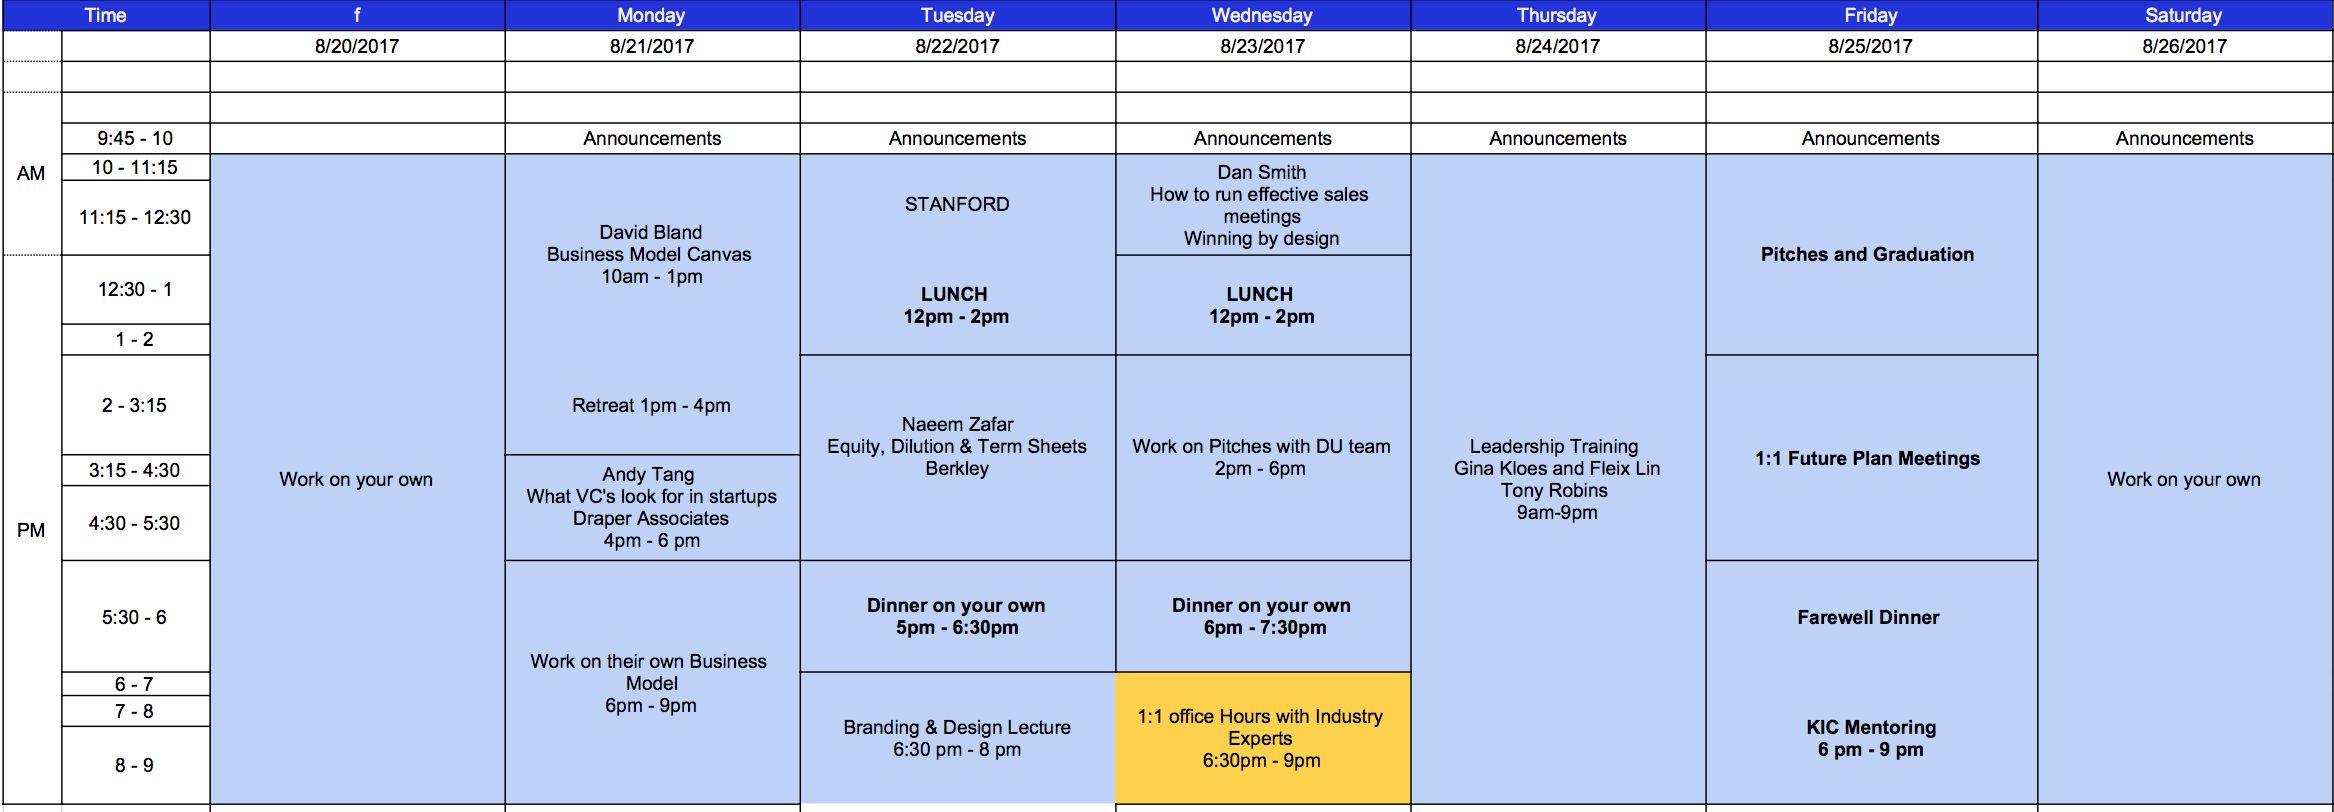 Time f Monday Tuesday Wednesday Thursday Friday Saturday
8/20/2017 8/21/2017 8/22/2017 8/23/2017 8/24/2017 8/25/2017 8/26/2017
AM
9:45 - 10
Announcements Announcements Announcements Announcements Announcements Announcements
10 - 11:15
11:15 - 12:30
PM
12:30 - 1
1 - 2
2 - 3:15
3:15 - 4:30
4:30 - 5:30
5:30 - 6
6 - 7
7 - 8
8 - 9
Work on your own
David Bland
Business Model Canvas
10am - 1pm
Retreat 1pm - 4pm
Andy Tang
What VC's look for in startups
Draper Associates
4pm - 6 pm
Work on their own Business
Model
6pm - 9pm
STANFORD
LUNCH
12pm - 2pm
Naeem Zafar
Equity, Dilution & Term Sheets
Berkley
Dinner on your own
5pm - 6:30pm
Branding & Design Lecture
6:30 pm - 8 pm
Dan Smith
How to run effective sales
meetings
Winning by design
LUNCH
12pm - 2pm
Work on Pitches with DU team
2pm - 6pm
Dinner on your own
6pm - 7:30pm
1:1 office Hours with Industry
Experts
6:30pm - 9pm
Leadership Training
Gina Kloes and Fleix Lin
Tony Robins
9am-9pm
Pitches and Graduation
1:1 Future Plan Meetings
Farewell Dinner
KIC Mentoring
6 pm - 9 pm
Work on your own